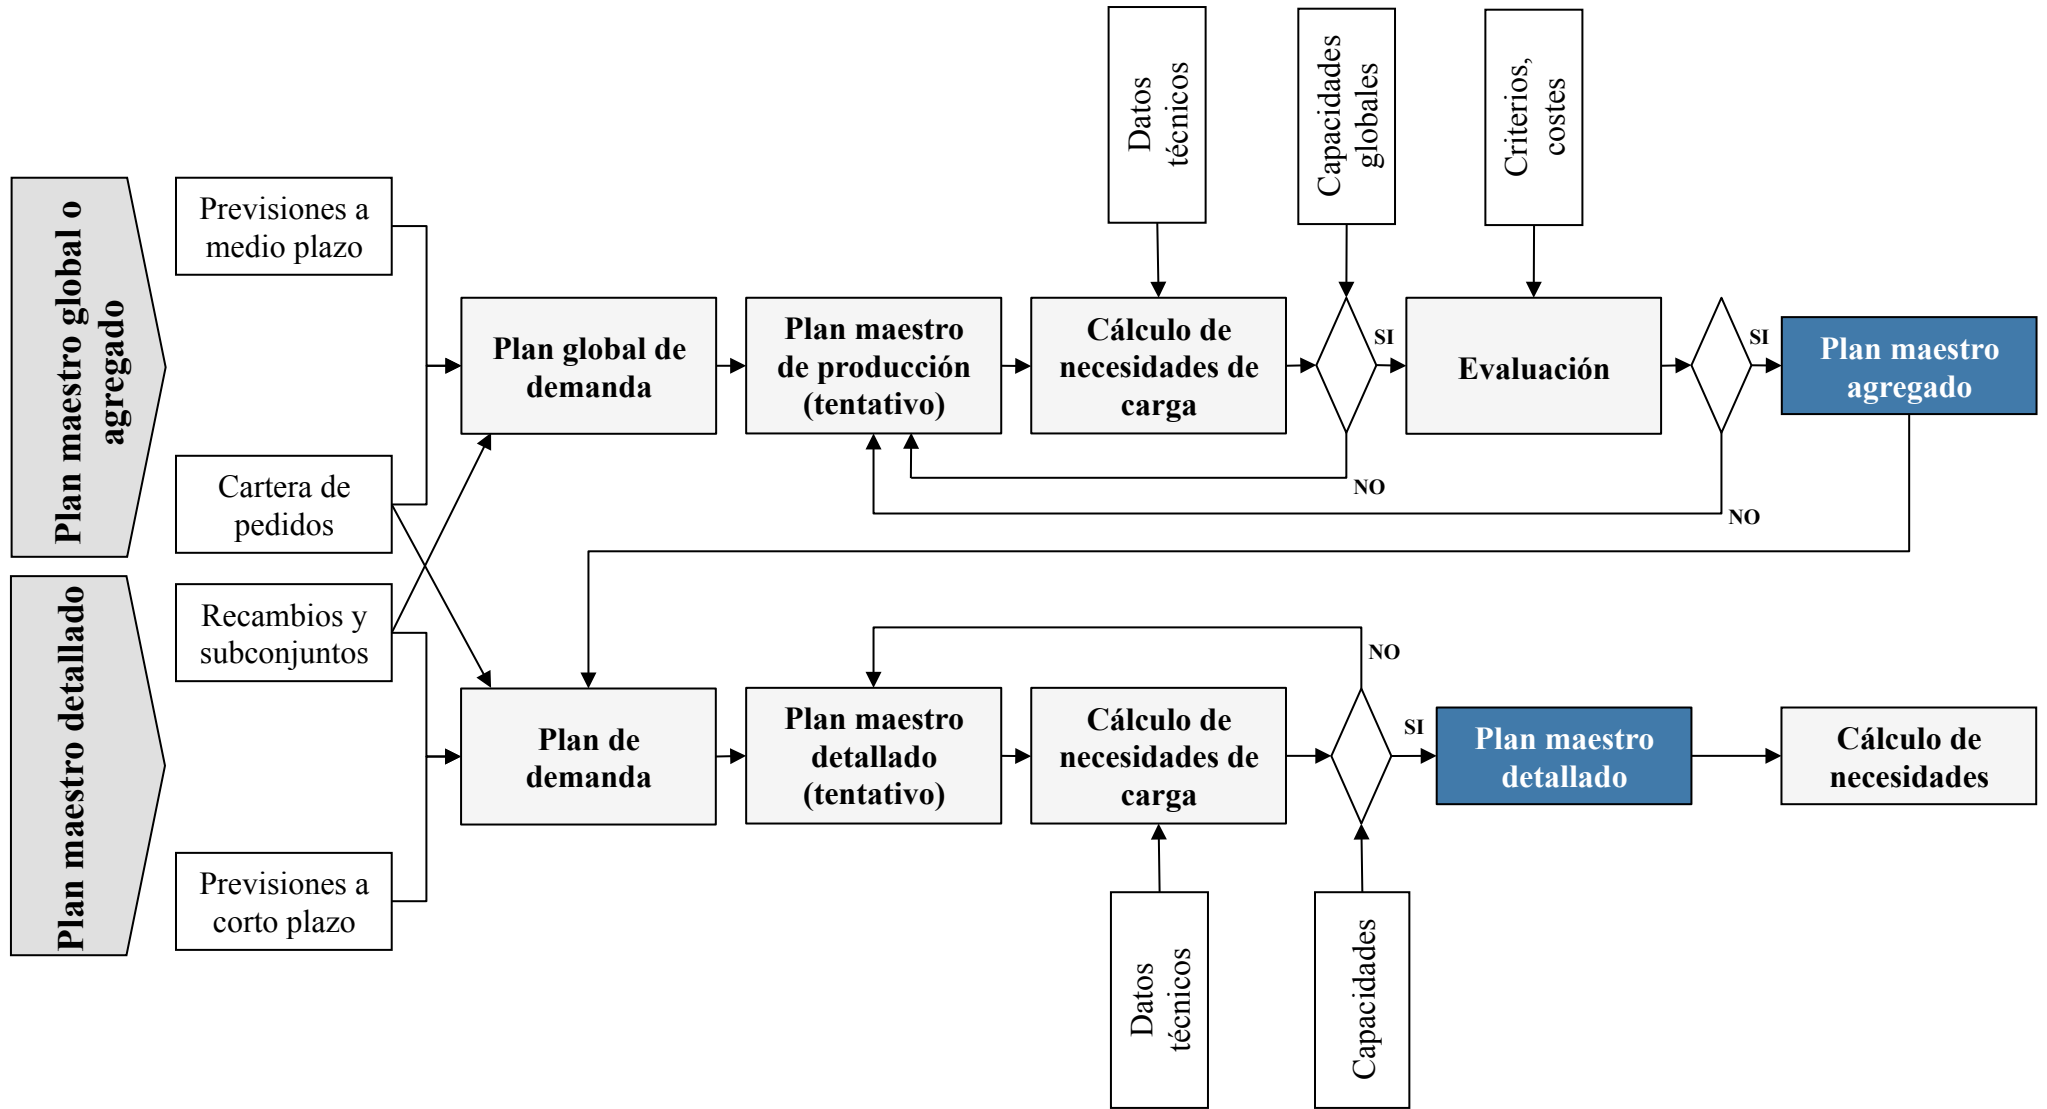 Plan maestro global o
agregado
Previsiones a
medio plazo
Cartera de
pedidos
Datos
técnicos
Capacidades
globales
Criterios,
costes
Plan global de
demanda
Plan maestro
de producción
(tentativo)
Cálculo de
necesidades de
carga
SI
NO
Evaluación
SI
NO
Plan maestro
agregado
Plan maestro detallado
Recambios y
subconjuntos
Previsiones a
corto plazo
Plan de
demanda
Plan maestro
detallado
(tentativo)
Cálculo de
necesidades de
carga
NO
SI
Plan maestro
detallado
Cálculo de
necesidades
Datos
técnicos
Capacidades